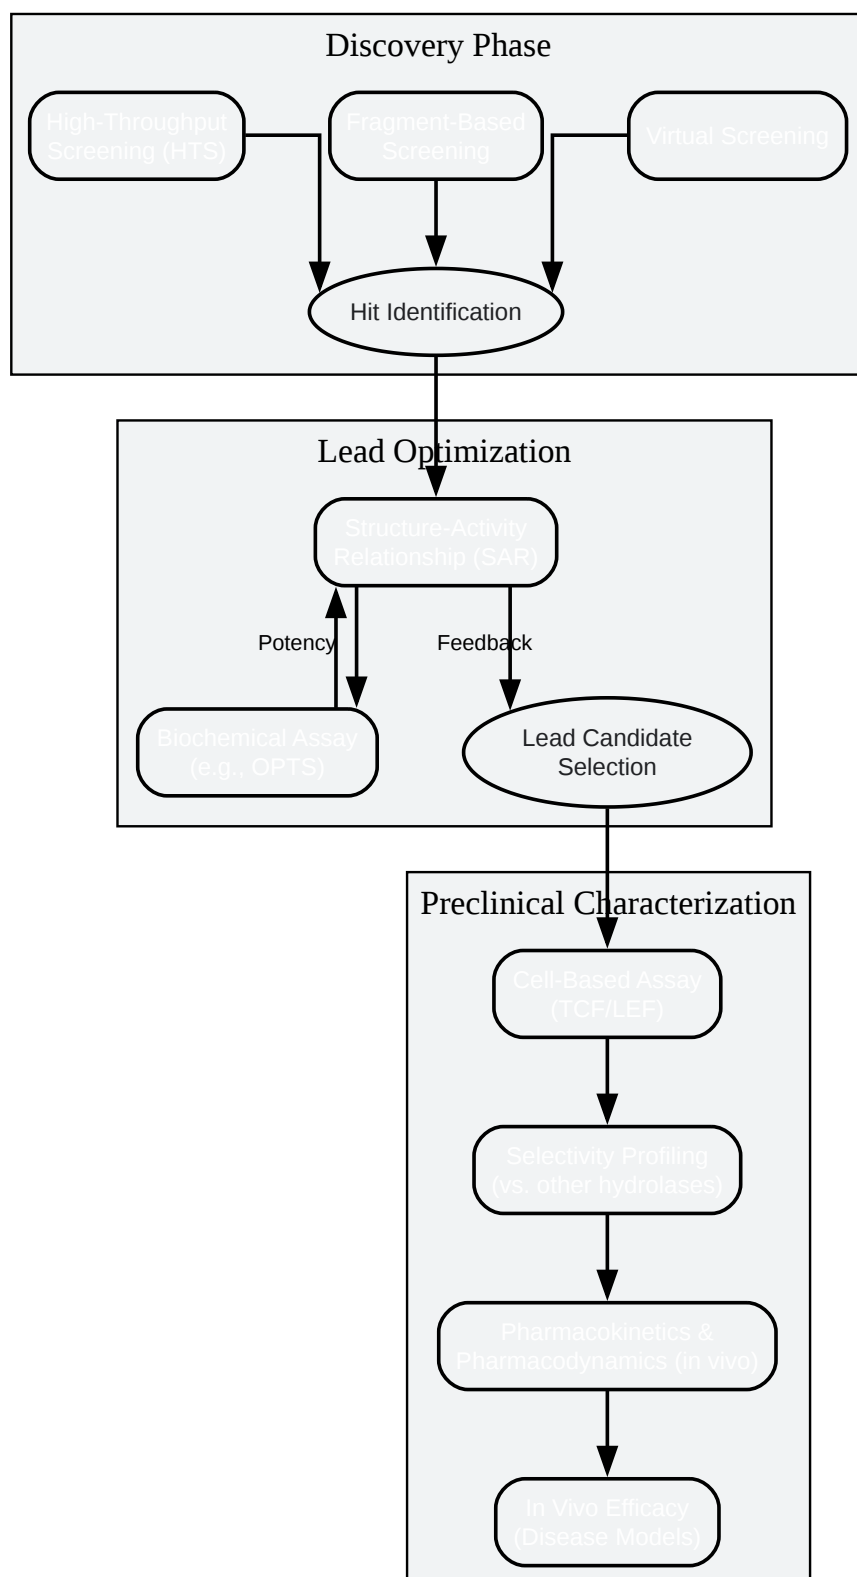 Discovery Phase
High-Throughput
Screening (HTS)
Fragment-Based
Screening
Virtual Screening
Hit Identification
Lead Optimization
Structure-Activity
Relationship (SAR)
Potency
Feedback
Biochemical Assay
(e.g., OPTS)
Lead Candidate
Selection
Preclinical Characterization
Cell-Based Assay
(TCF/LEF)
Selectivity Profiling
(vs. other hydrolases)
Pharmacokinetics &
Pharmacodynamics (in vivo)
In Vivo Efficacy
(Disease Models)